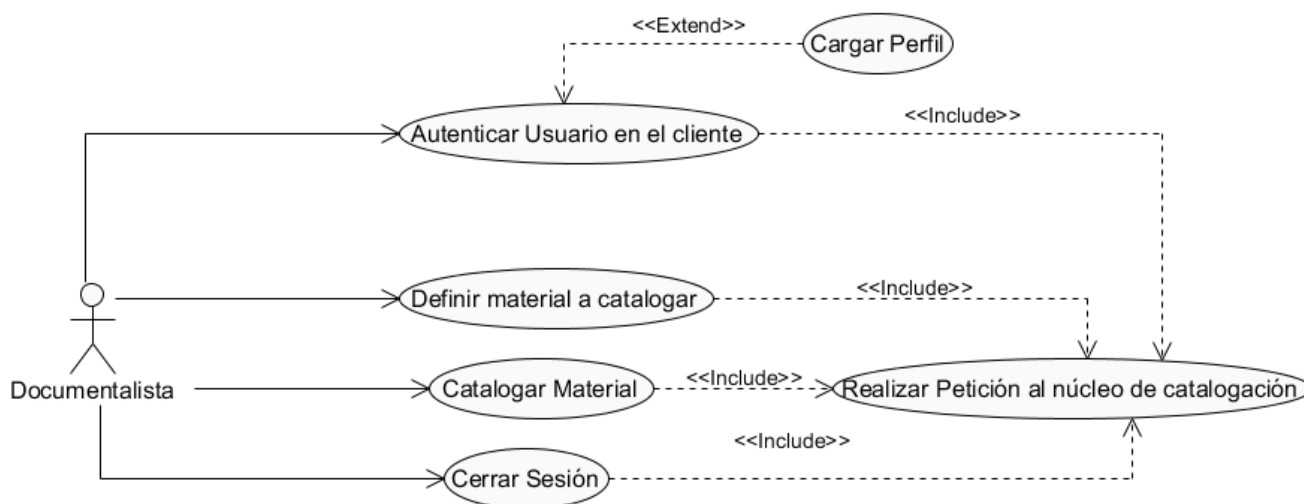 <<Extend>>
Cargar Perfil
Autenticar Usuario en el cliente
<<Include>>
Definir material a catalogar
<<Include>>
Documentalista
Catalogar Material
<<Include>>
Realizar Petición al núcleo de catalogación
<<Include>>
Cerrar Sesión